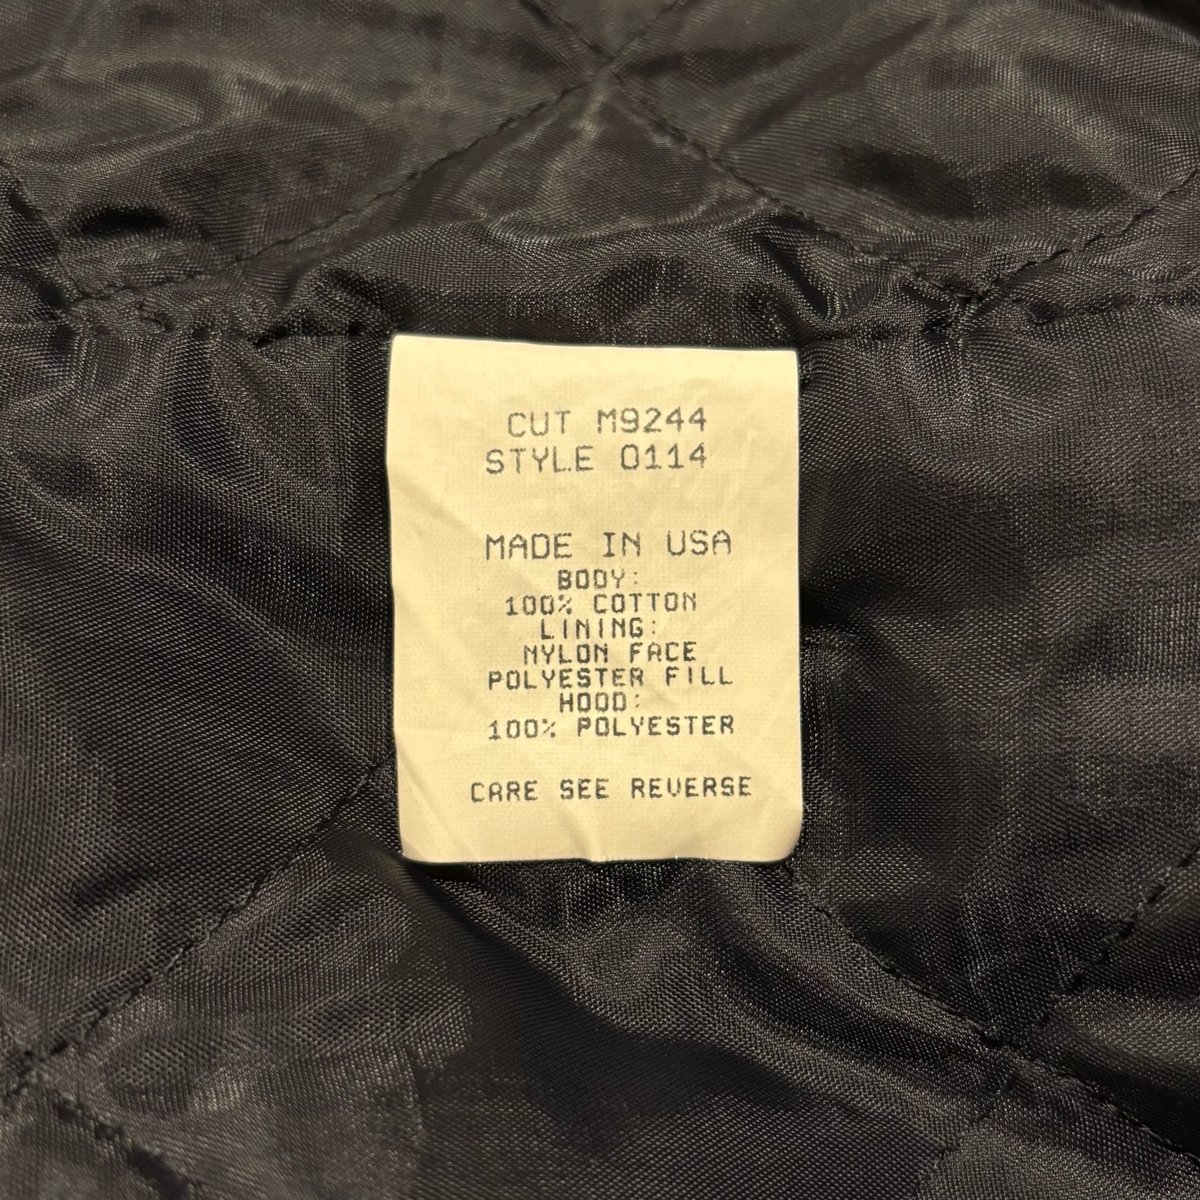 CUT M9244
STYLE 0114
MADE IN USA
BODY:
100% COTTON
LINING:
NYLON FACE
POLYESTER FILL
HOOD:
100% POLYESTER
CARE SEE REVERSE